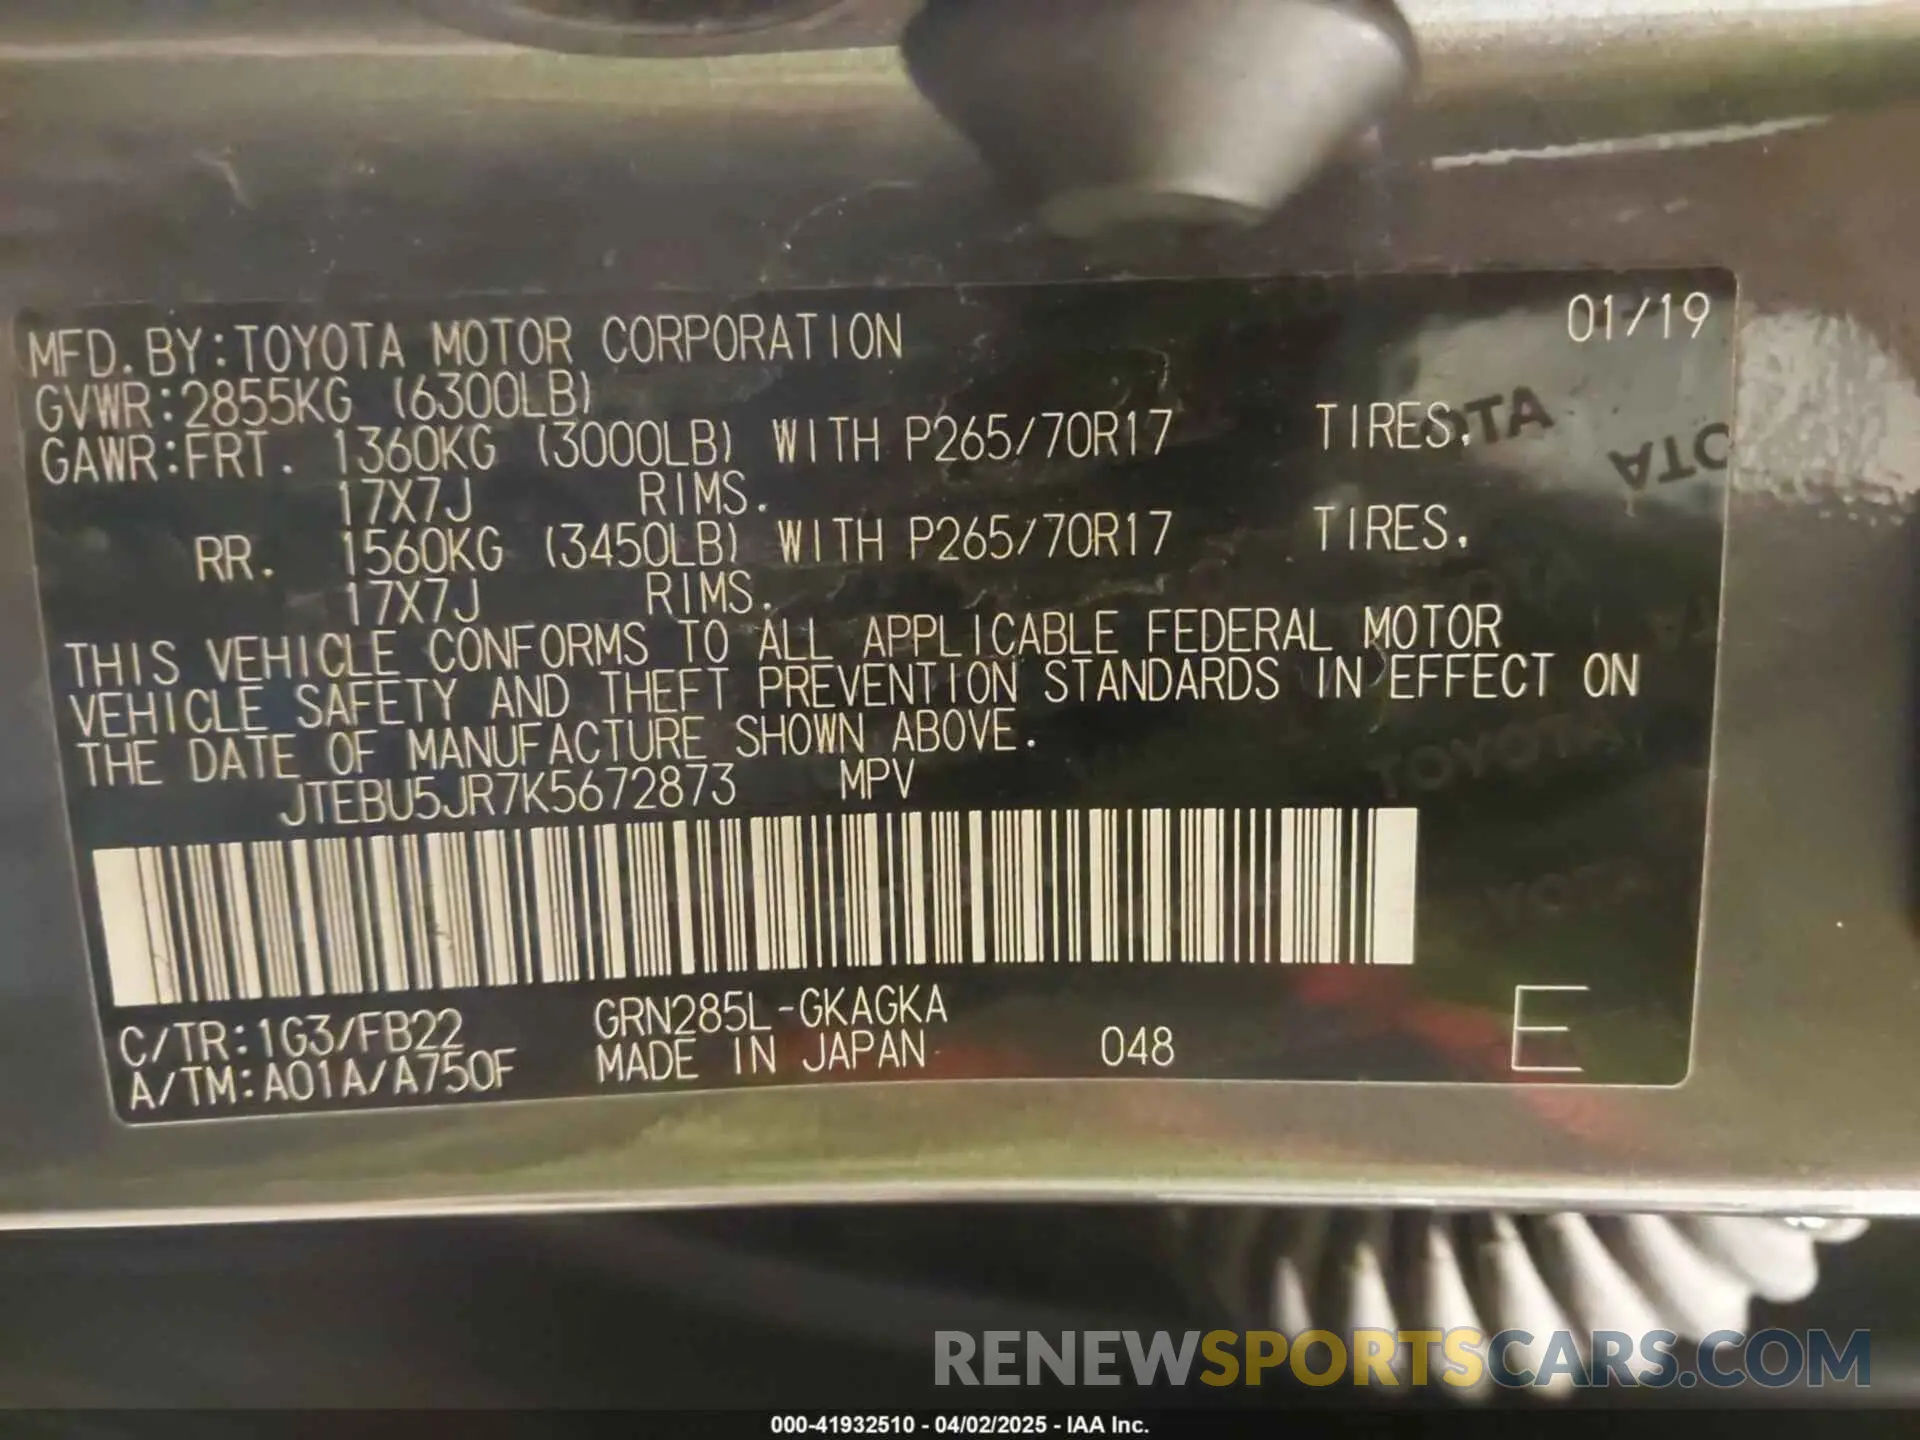 01/19
MFD. BY:TOYOTA MOTOR CORPORATION
GVWR:2855KG (6300LB)
GAWR:FRT. 1360KG (3000LB) WITH P265/70R17 TIRES,
17X7J RIMS.
RR. 1560KG (3450LB) WITH P265/70R17 TIRES,
17X7J RIMS.
THIS VEHICLE CONFORMS TO ALL APPLICABLE FEDERAL MOTOR
VEHICLE SAFETY AND THEFT PREVENTION STANDARDS IN EFFECT ON
THE DATE OF MANUFACTURE SHOWN ABOVE.
JTEBU5JR7K5672873 MPV
C/TR:1G3/FB22 GRN285L-GKAGKA
A/TM:A01A/A750F MADE IN JAPAN 048 E
TOYOTA
RENEWSPORTSCARS.COM
000-41932510 - 04/02/2025 - IAA Inc.